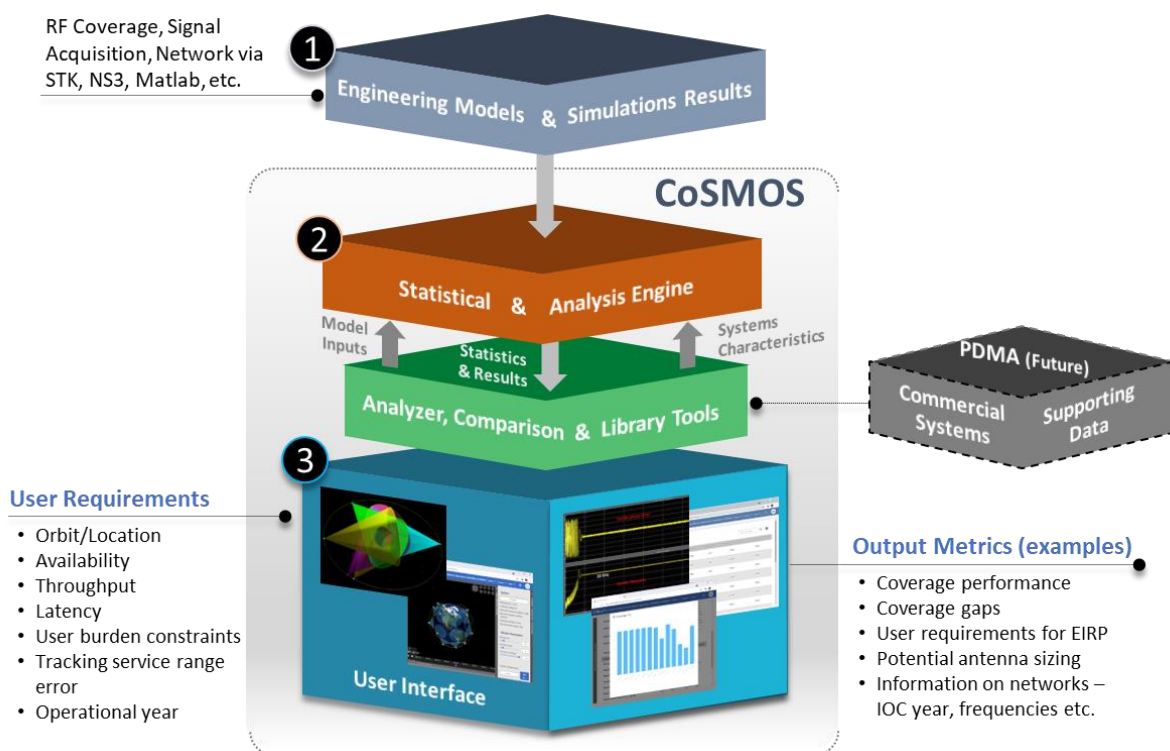 RF Coverage, Signal
Acquisition, Network via
STK, NS3, Matlab, etc.
1
Engineering Models & Simulations Results
CoSMOS
2
Statistical & Analysis Engine
Model
Inputs
Statistics
& Results
Systems
Characteristics
Analyzer, Comparison & Library Tools
PDMA (Future)
Commercial
Systems
Supporting
Data
3
User Interface
User Requirements
• Orbit/Location
• Availability
• Throughput
• Latency
• User burden constraints
• Tracking service range
error
• Operational year
Output Metrics (examples)
• Coverage performance
• Coverage gaps
• User requirements for EIRP
• Potential antenna sizing
• Information on networks –
IOC year, frequencies etc.